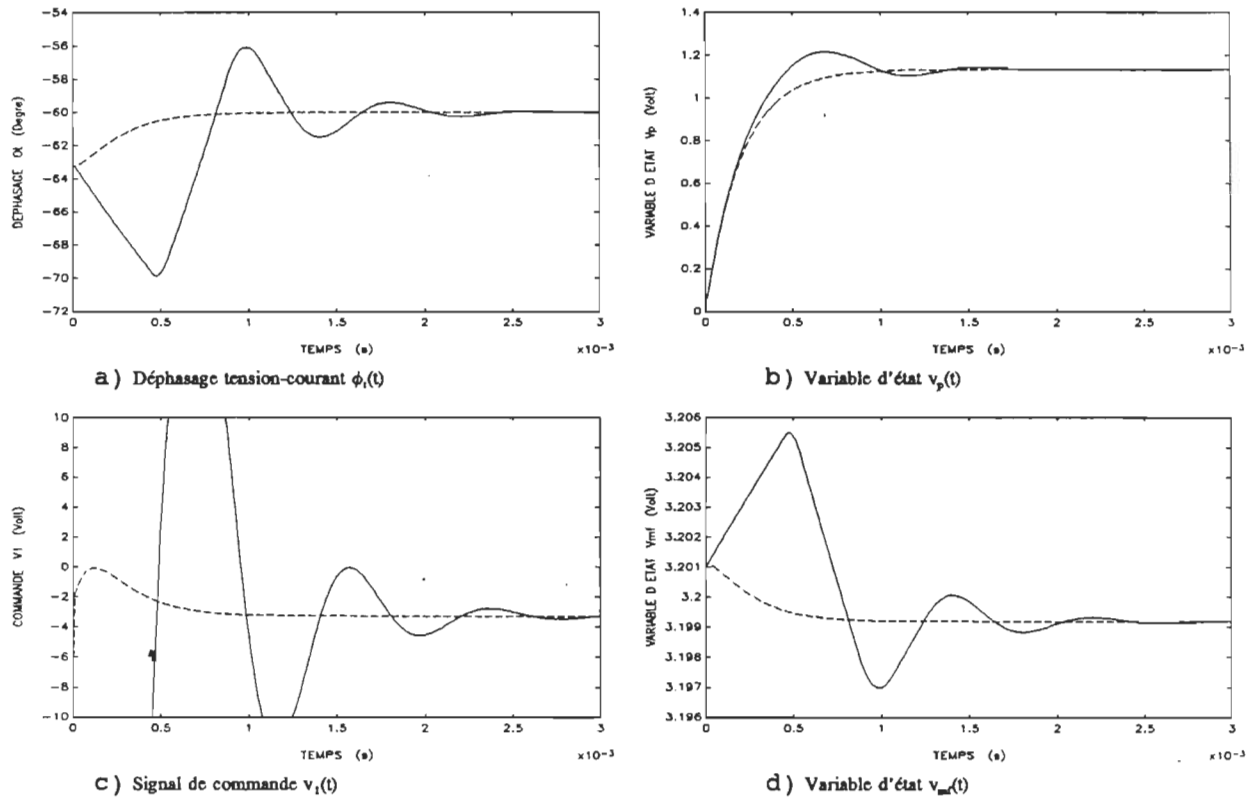 -54
-56
-58
-60
-62
-64
-66
-68
-70
-72
DEPHASAGE Ot (Degre)
0 0.5 1 1.5 2 2.5 3
TEMPS (s)
x10-3
a) Déphasage tension-courant ϕt(t)
1.4
1.2
1
0.8
0.6
0.4
0.2
0
VARIABLE D ETAT Vp (Volt)
0 0.5 1 1.5 2 2.5 3
TEMPS (s)
x10-3
b) Variable d'état vp(t)
10
8
6
4
2
0
-2
-4
-6
-8
-10
COMMANDE V1 (Volt)
0 0.5 1 1.5 2 2.5 3
TEMPS (s)
x10-3
c) Signal de commande v1(t)
3.206
3.205
3.204
3.203
3.202
3.201
3.2
3.199
3.198
3.197
3.196
VARIABLE D ETAT Vmf (Volt)
0 0.5 1 1.5 2 2.5 3
TEMPS (s)
x10-3
d) Variable d'état vmf(t)